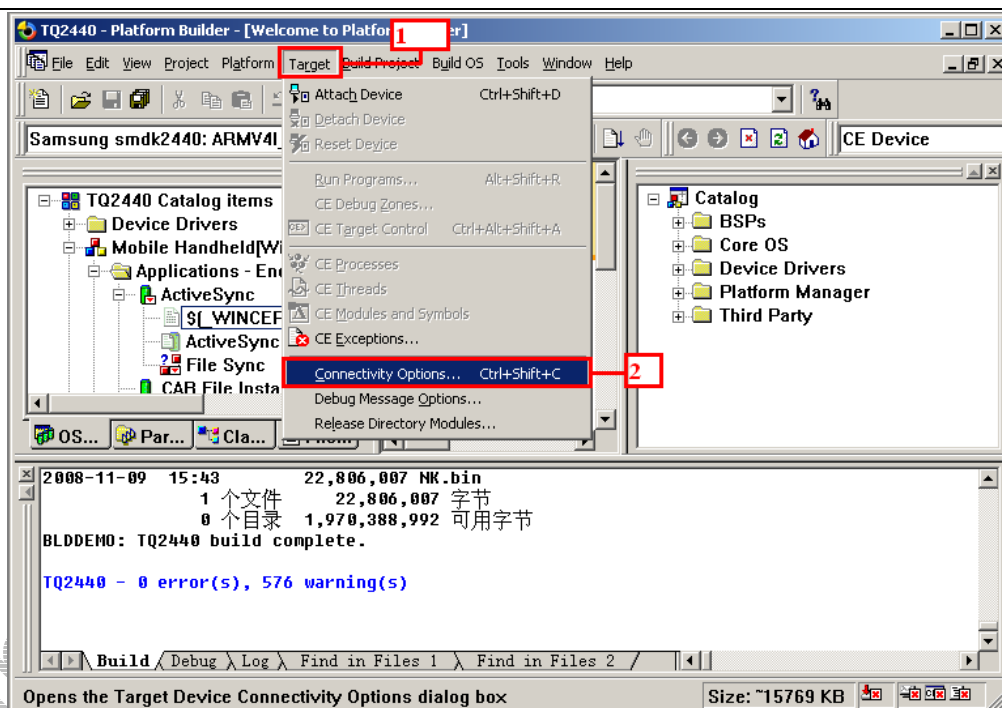 TQ2440 - Platform Builder - [Welcome to Platfor er]
1
File Edit View Project Platform Target Build Project Build OS Tools Window Help
Attach Device Ctrl+Shift+D
Detach Device
Reset Device
Run Programs... Alt+Shift+R
CE Debug Zones...
CE Target Control Ctrl+Alt+Shift+A
CE Processes
CE Threads
CE Modules and Symbols
CE Exceptions...
Connectivity Options... Ctrl+Shift+C
2
Debug Message Options...
Release Directory Modules...
Samsung smdk2440: ARMV4I_
CE Device
TQ2440 Catalog items
Device Drivers
Mobile Handheld[Wi
Applications - En
ActiveSync
$(_WINCEF
ActiveSync
File Sync
CAB File Insta
OS... Par... Cla...
Catalog
BSPs
Core OS
Device Drivers
Platform Manager
Third Party
2008-11-09 15:43 22,806,007 NK.bin
1 个文件 22,806,007 字节
0 个目录 1,970,388,992 可用字节
BLDDEMO: TQ2440 build complete.
TQ2440 - 0 error(s), 576 warning(s)
Build Debug Log Find in Files 1 Find in Files 2
Opens the Target Device Connectivity Options dialog box
Size: ~15769 KB